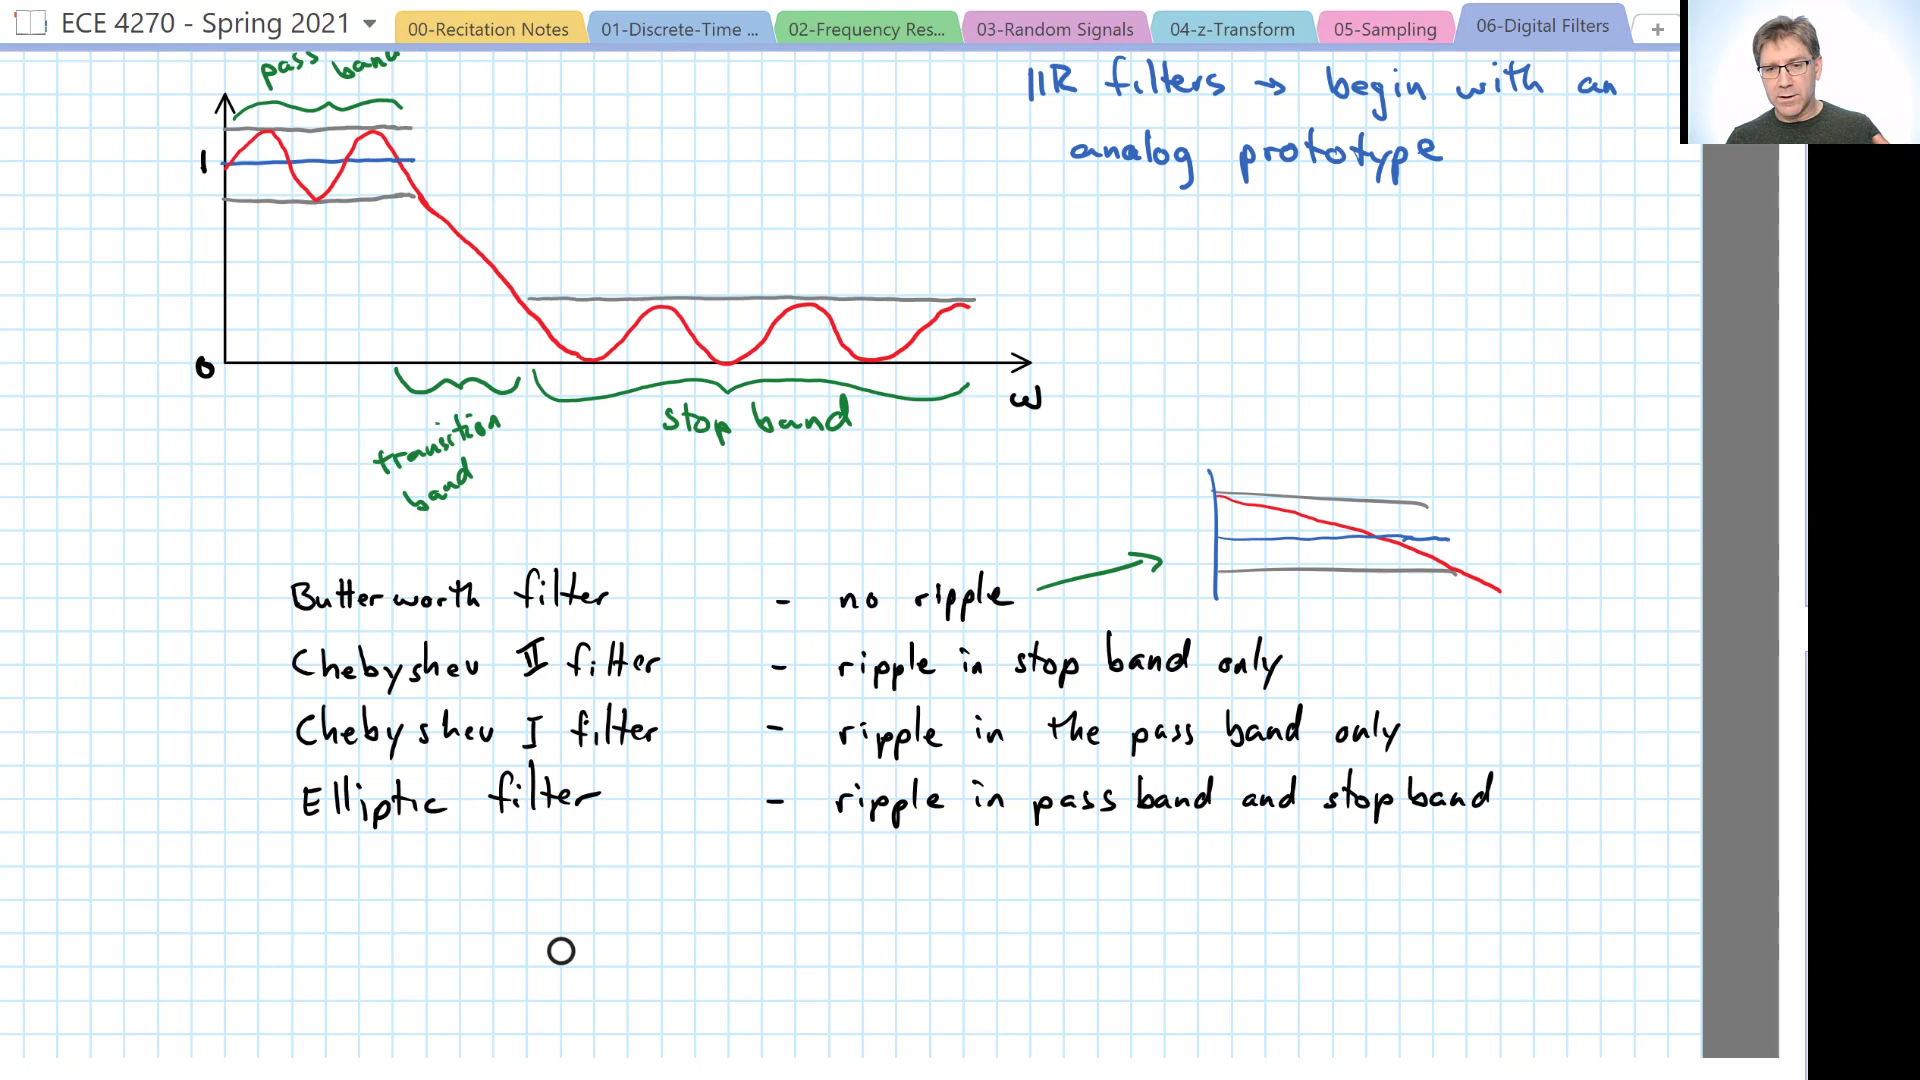 ECE 4270 - Spring 2021
00-Recitation Notes
01-Discrete-Time ...
02-Frequency Res...
03-Random Signals
04-z-Transform
05-Sampling
06-Digital Filters
+
pass band
IIR filters → begin with an
analog prototype
1
0
ω
transition
band
stop band
Butterworth filter - no ripple
Chebyshev II filter - ripple in stop band only
Chebyshev I filter - ripple in the pass band only
Elliptic filter - ripple in pass band and stop band